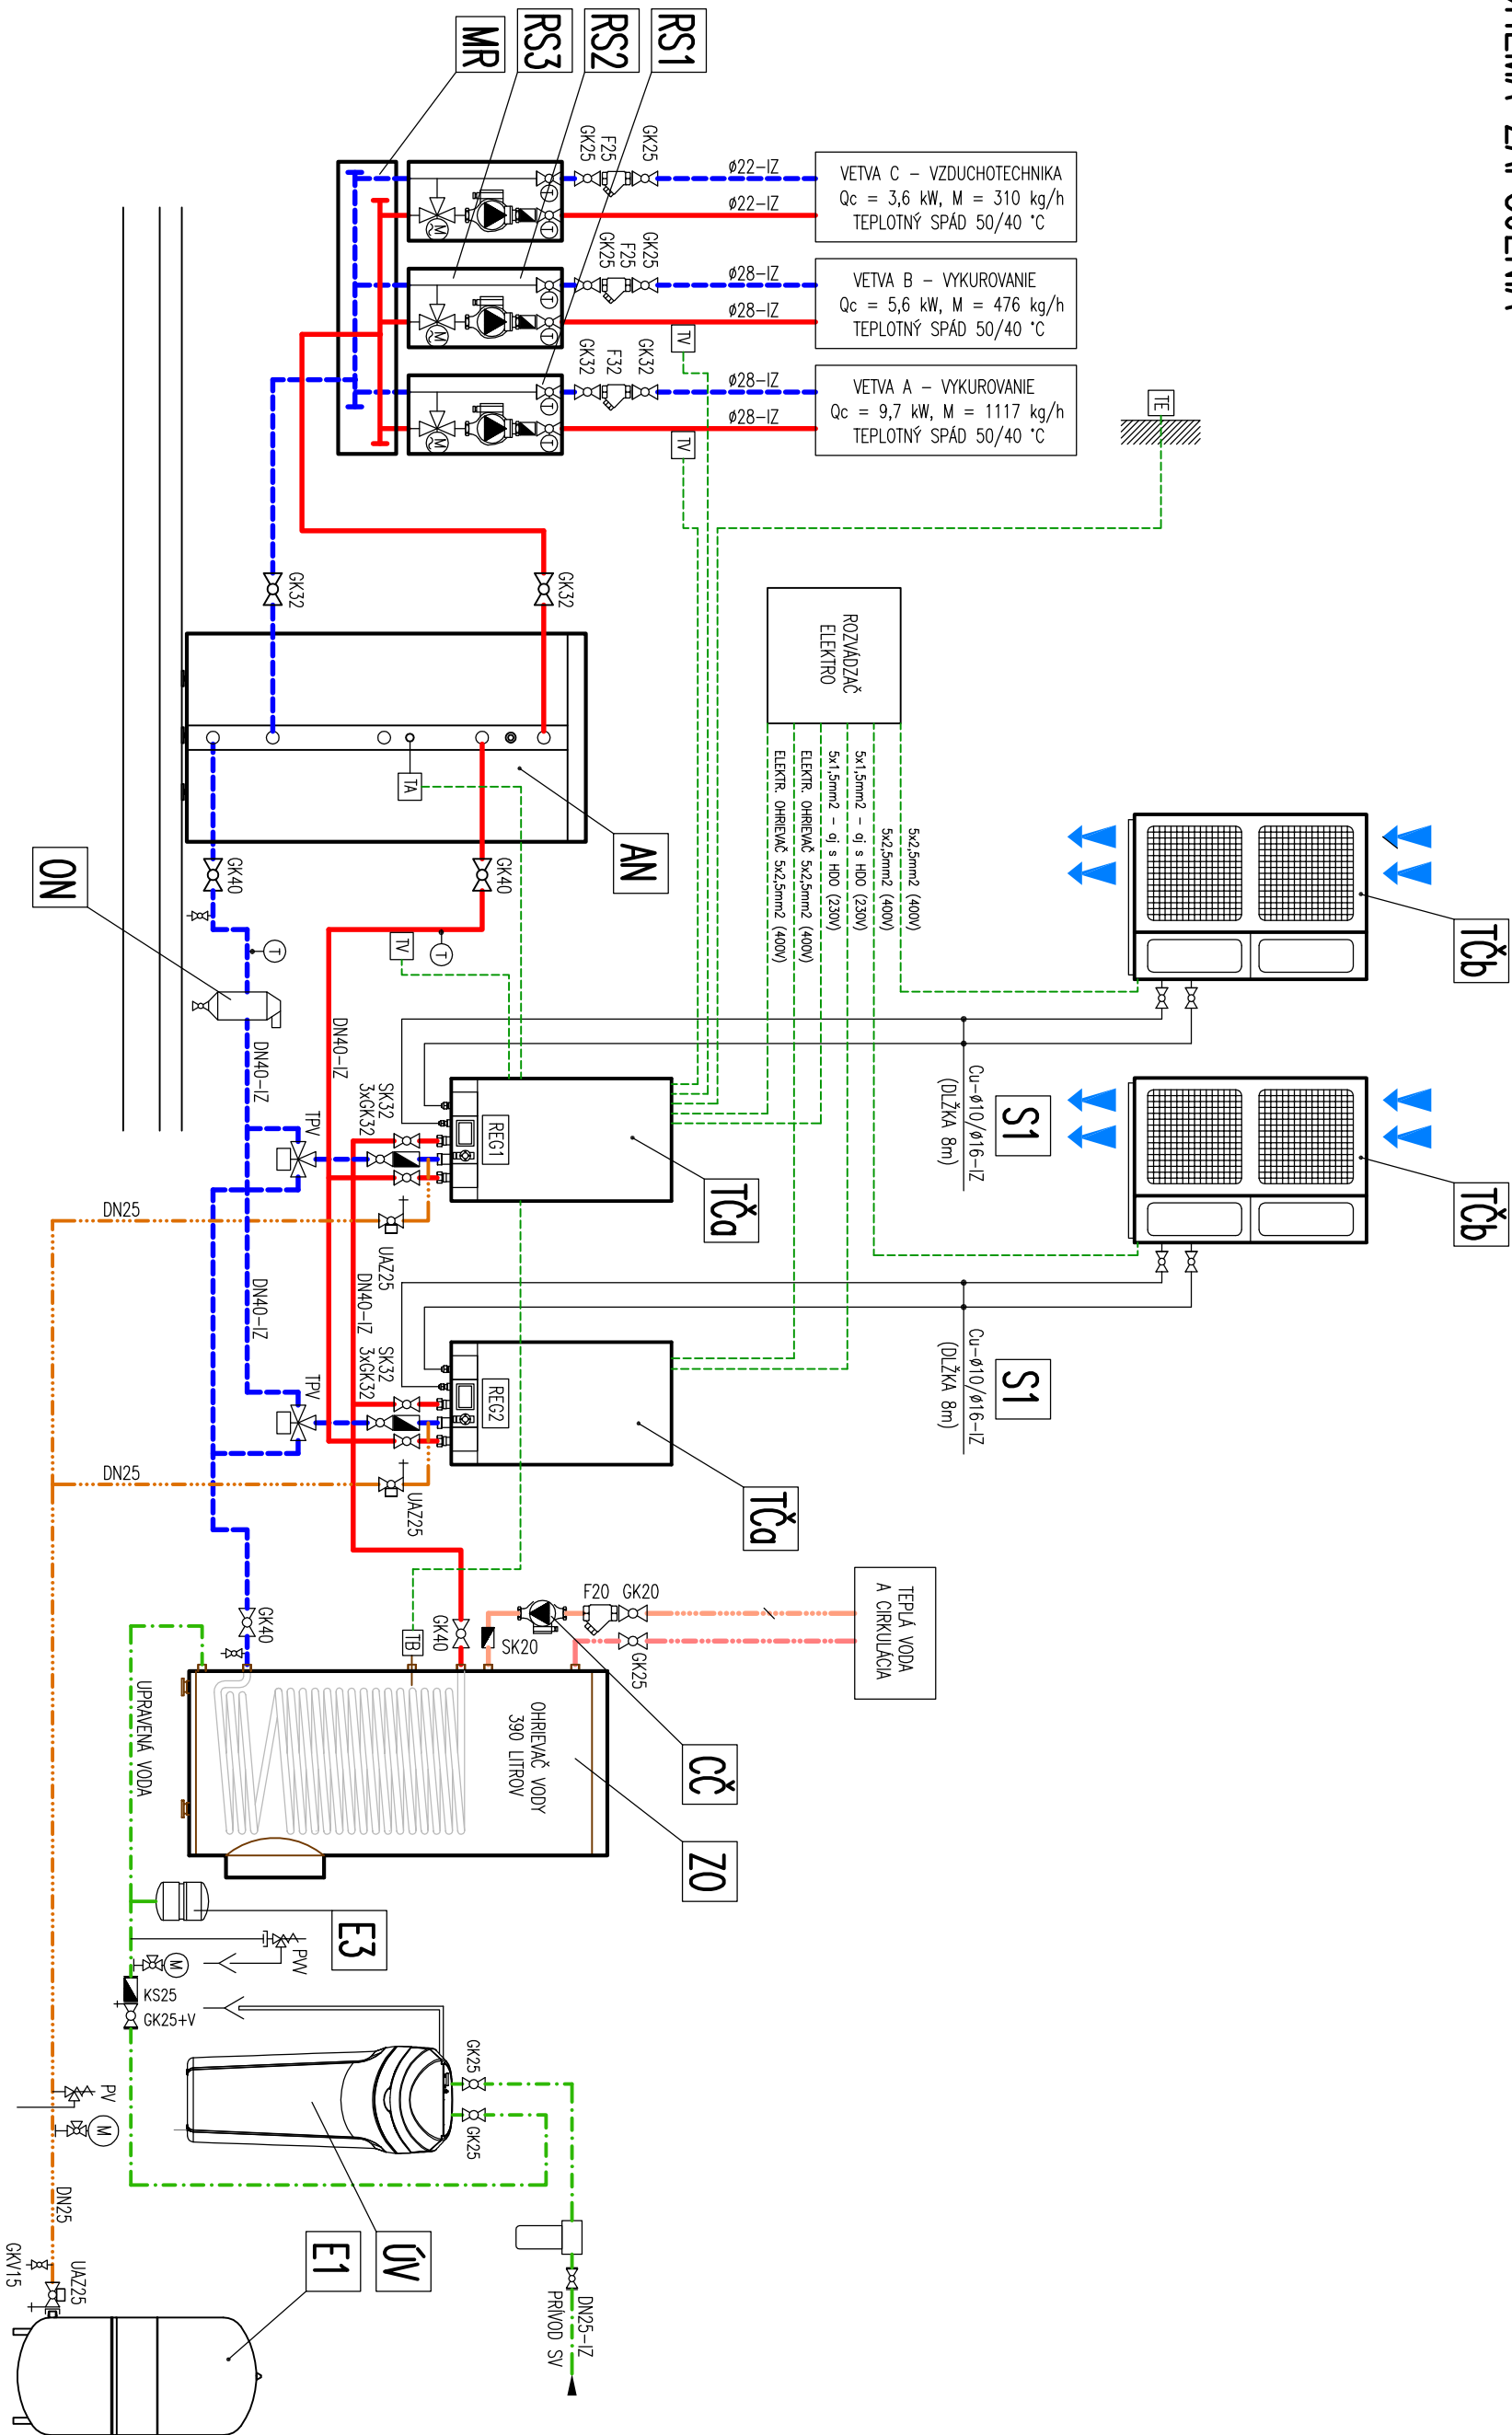 SCHÉMA ZAPOJENIA
RS1
RS2
RS3
MR
VETVA C – VZDUCHOTECHNIKA
Qc = 3,6 kW, M = 310 kg/h
TEPLOTNÝ SPÁD 50/40 °C
VETVA B – VYKUROVANIE
Qc = 5,6 kW, M = 476 kg/h
TEPLOTNÝ SPÁD 50/40 °C
VETVA A – VYKUROVANIE
Qc = 9,7 kW, M = 1117 kg/h
TEPLOTNÝ SPÁD 50/40 °C
ø22-IZ
ø22-IZ
ø28-IZ
ø28-IZ
ø28-IZ
ø28-IZ
GK25
F25
GK25
GK25
F25
GK25
GK32
F32
GK32
T
T
M
T
T
M
T
T
M
TV
TV
TE
GK32
GK32
ROZVÁDZAČ
ELEKTRO
5x2,5mm2 (400V)
5x2,5mm2 (400V)
5x1,5mm2 – aj s HDO (230V)
5x1,5mm2 – aj s HDO (230V)
ELEKTR. OHRIEVAČ 5x2,5mm2 (400V)
ELEKTR. OHRIEVAČ 5x2,5mm2 (400V)
TA
AN
ON
GK40
GK40
T
T
TV
TČb
TČb
Cu-ø10/ø16-IZ
(DLŽKA 8m)
S1
Cu-ø10/ø16-IZ
(DLŽKA 8m)
S1
DN40-IZ
DN40-IZ
SK32
3xGK32
TPV
REG1
TČa
DN25
UAZ25
DN40-IZ
DN40-IZ
SK32
3xGK32
TPV
REG2
TČa
DN25
UAZ25
TEPLÁ VODA
A CIRKULÁCIA
F20
GK20
SK20
GK25
GK40
GK40
TB
OHRIEVAČ VODY
390 LITROV
CČ
ZO
UPRAVENÁ VODA
E3
PVV
M
KS25
GK25+V
GK25
GK25
ÚV
E1
PV
M
DN25
GKV15
UAZ25
DN25-IZ
PRÍVOD SV